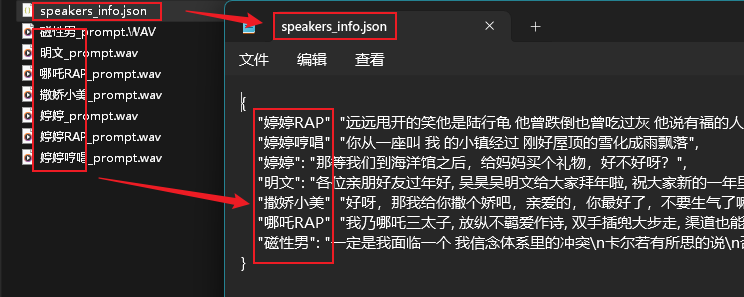 speakers_info.json
磁性男_prompt.WAV
明文_prompt.wav
哪吒RAP_prompt.wav
撒娇小美_prompt.wav
婷婷_prompt.wav
婷婷RAP_prompt.wav
婷婷哼唱_prompt.wav
speakers_info.json
文件 编辑 查看
{
"婷婷RAP" "远远甩开的笑他是陆行龟 他曾跌倒也曾吃过灰 他说有福的人
"婷婷哼唱" "你从一座叫 我 的小镇经过 刚好屋顶的雪化成雨飘落",
"婷婷": "那等我们到海洋馆之后，给妈妈买个礼物，好不好呀？",
"明文": "各位亲朋好友过年好, 吴昊昊明文给大家拜年啦, 祝大家新的一年里
"撒娇小美" "好呀，那我给你撒个娇吧，亲爱的，你最好了，不要生气了
"哪吒RAP" "我乃哪吒三太子, 放纵不羁爱作诗, 双手插兜大步走, 渠道也能
"磁性男": "一定是我面临一个 我信念体系里的冲突\n卡尔若有所思的说\n
}